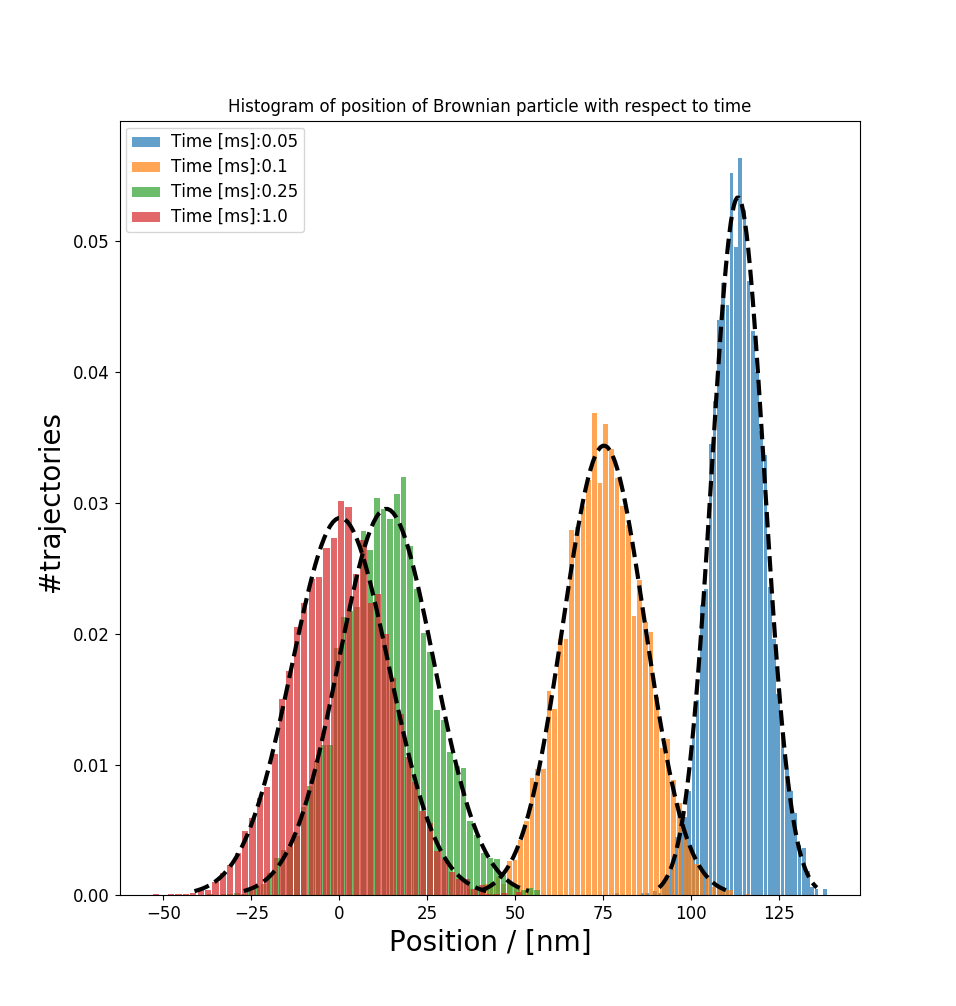 Histogram of position of Brownian particle with respect to time
Time [ms]:0.05
Time [ms]:0.1
Time [ms]:0.25
Time [ms]:1.0
0.05
0.04
0.03
0.02
0.01
0.00
#trajectories
−50 −25 0 25 50 75 100 125
Position / [nm]